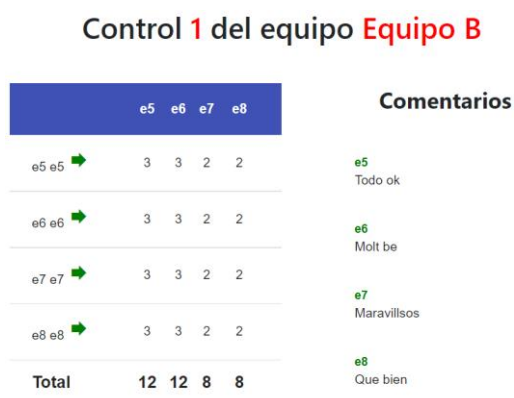 Control 1 del equipo Equipo B
e5 e6 e7 e8
e5 e5 3 3 2 2
e6 e6 3 3 2 2
e7 e7 3 3 2 2
e8 e8 3 3 2 2
Total 12 12 8 8
Comentarios
e5
Todo ok
e6
Molt be
e7
Maravillsos
e8
Que bien